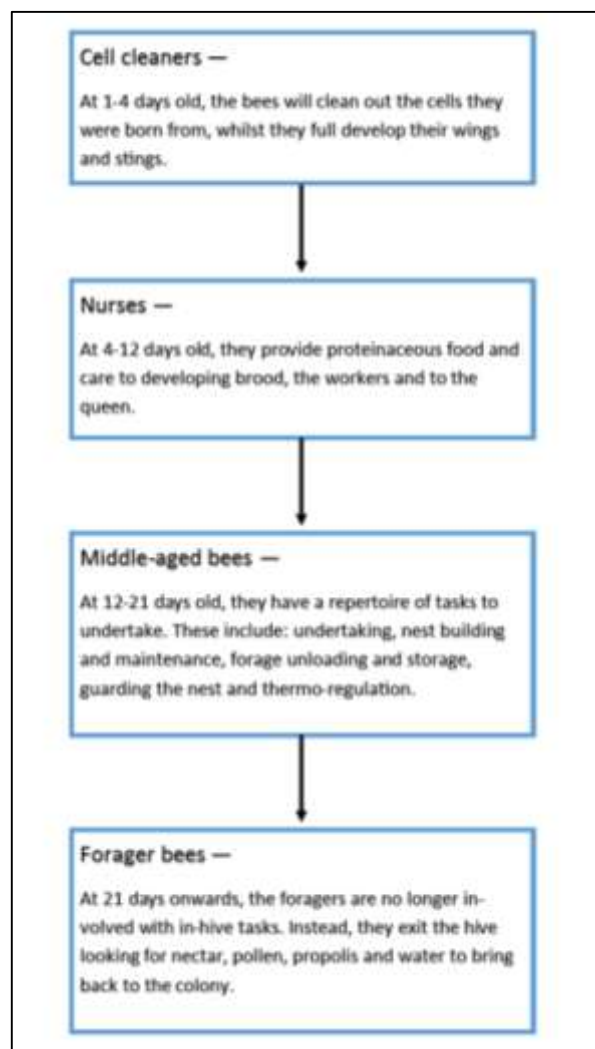 Cell cleaners —
At 1-4 days old, the bees will clean out the cells they
were born from, whilst they full develop their wings
and stings.
Nurses —
At 4-12 days old, they provide proteinaceous food and
care to developing brood, the workers and to the
queen.
Middle-aged bees —
At 12-21 days old, they have a repertoire of tasks to
undertake. These include: undertaking, nest building
and maintenance, forage unloading and storage,
guarding the nest and thermo-regulation.
Forager bees —
At 21 days onwards, the foragers are no longer in-
volved with in-hive tasks. Instead, they exit the hive
looking for nectar, pollen, propolis and water to bring
back to the colony.